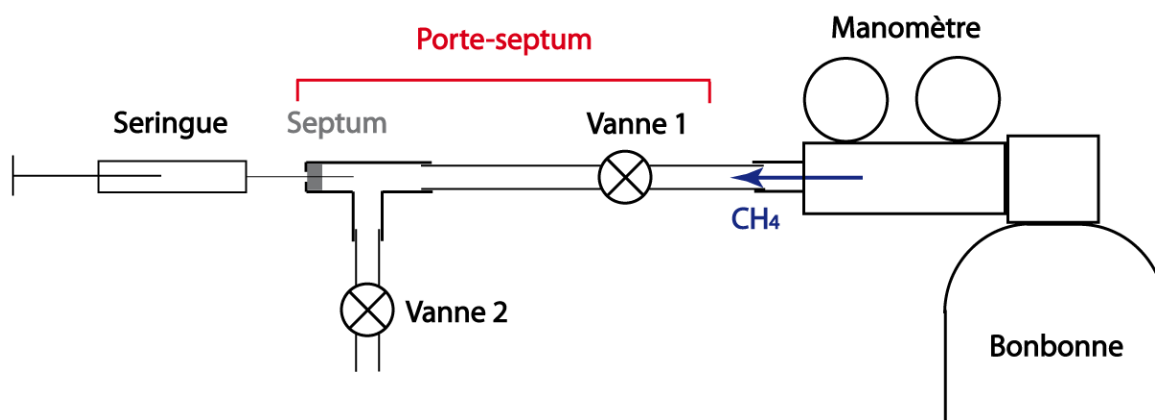 Porte-septum
Manomètre
Seringue
Septum
Vanne 1
CH₄
Vanne 2
Bonbonne